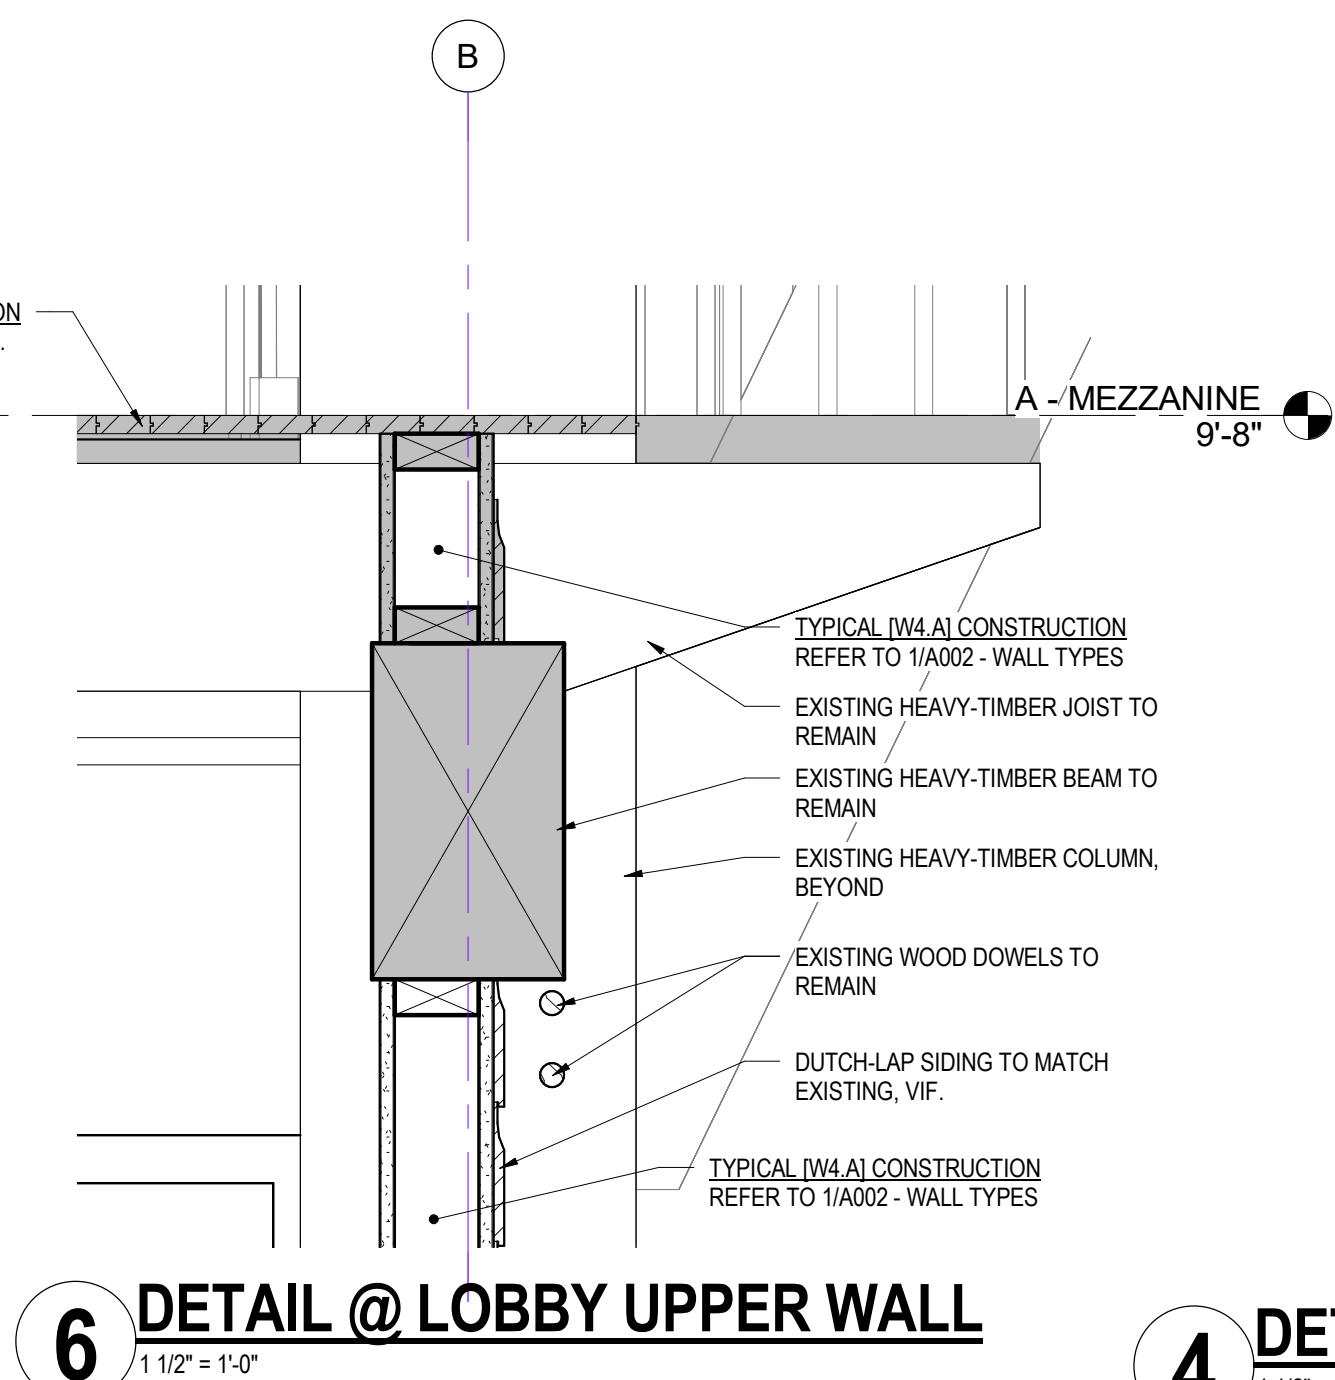 B
ON
.
A - MEZZANINE
9'-8"
TYPICAL [W4.A] CONSTRUCTION
REFER TO 1/A002 - WALL TYPES
EXISTING HEAVY-TIMBER JOIST TO
REMAIN
EXISTING HEAVY-TIMBER BEAM TO
REMAIN
EXISTING HEAVY-TIMBER COLUMN,
BEYOND
EXISTING WOOD DOWELS TO
REMAIN
DUTCH-LAP SIDING TO MATCH
EXISTING, VIF.
TYPICAL [W4.A] CONSTRUCTION
REFER TO 1/A002 - WALL TYPES
6 DETAIL @ LOBBY UPPER WALL
1 1/2" = 1'-0"
4 DE